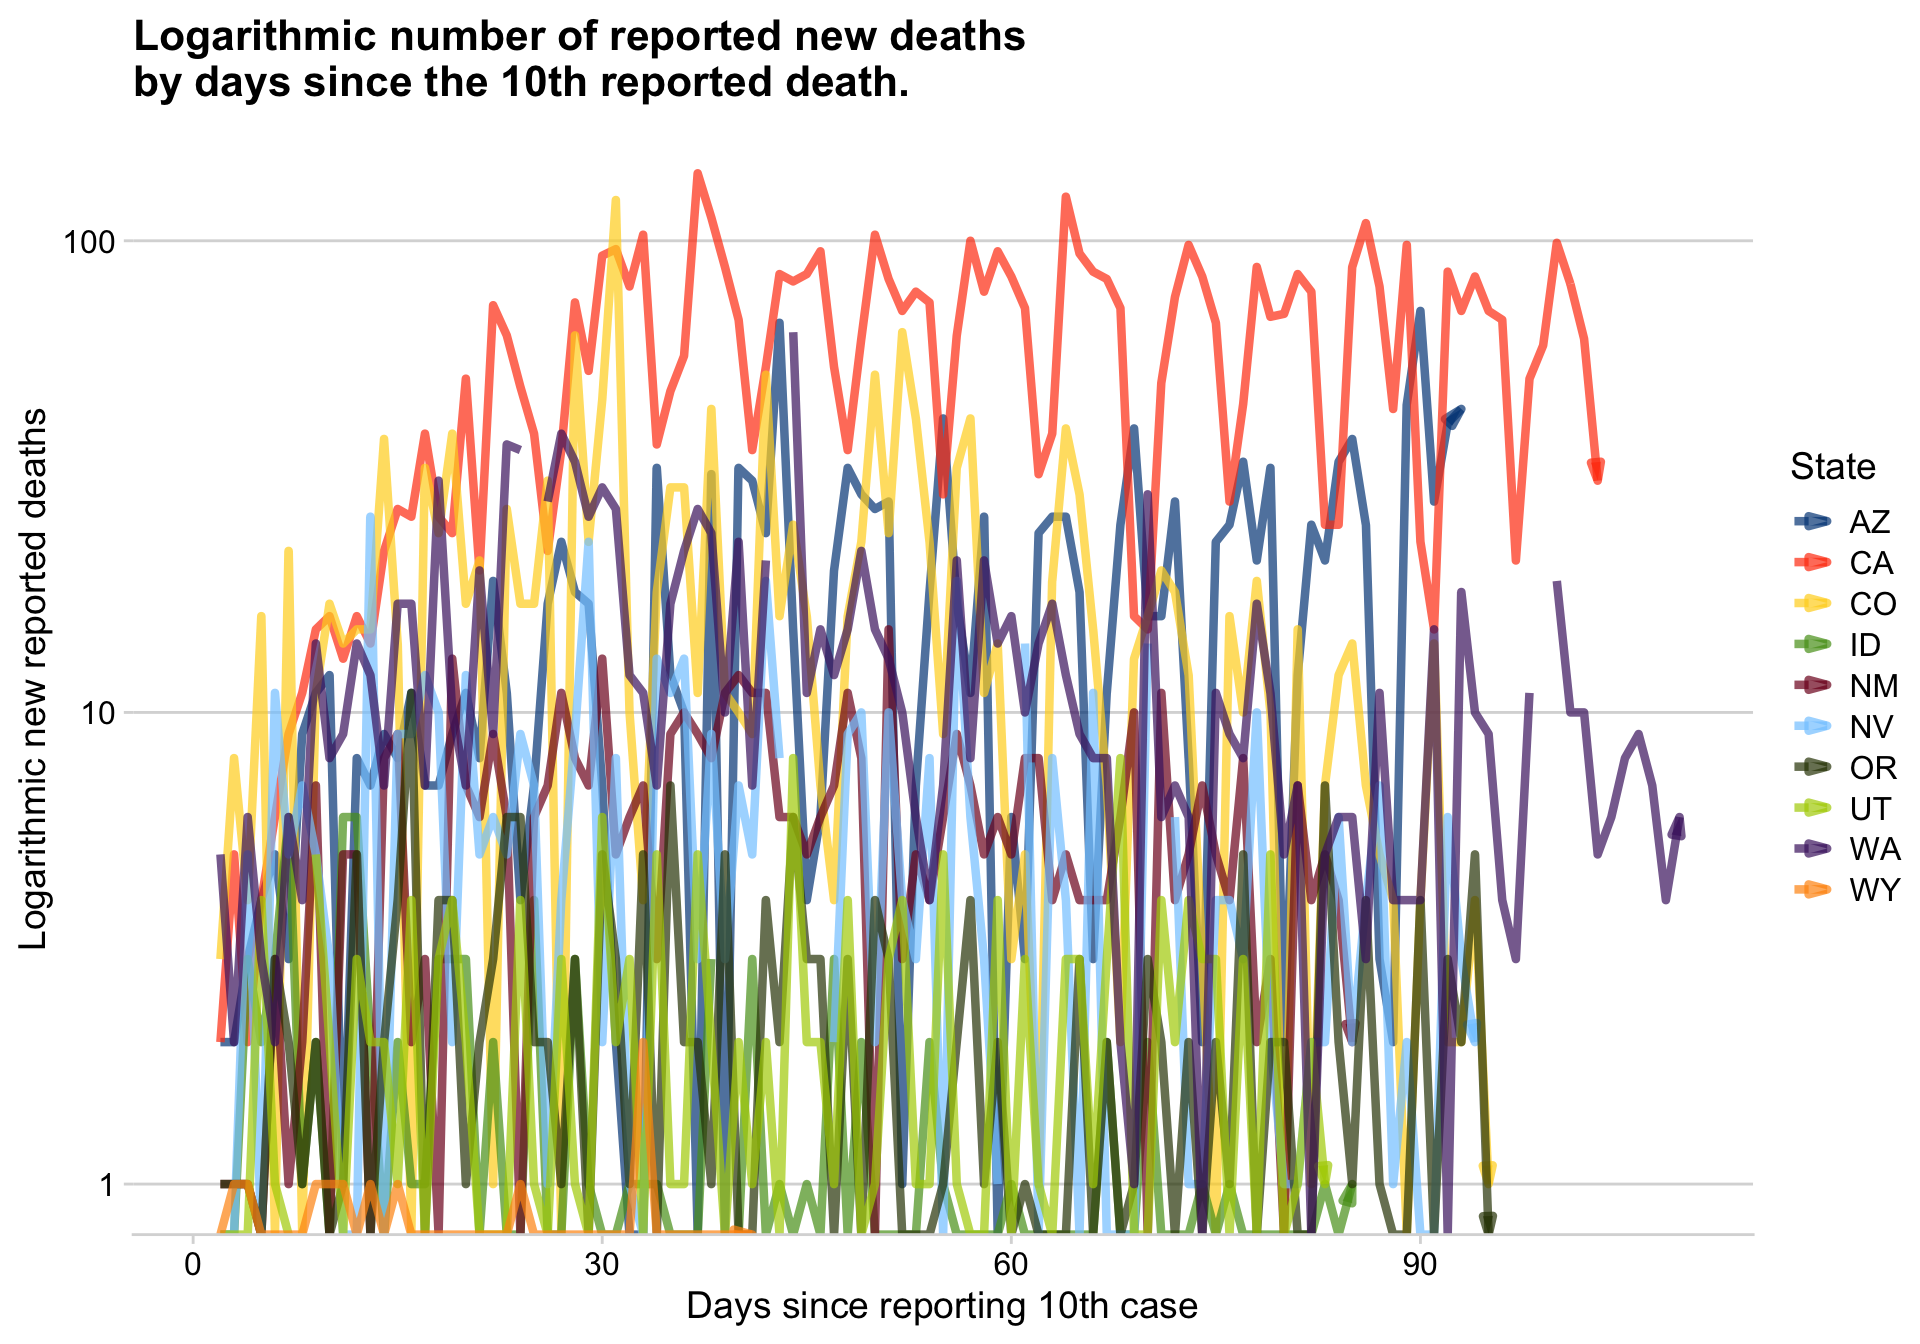 Logarithmic number of reported new deaths
by days since the 10th reported death.
Logarithmic new reported deaths
100
10
1
0
30
60
90
Days since reporting 10th case
State
AZ
CA
CO
ID
NM
NV
OR
UT
WA
WY